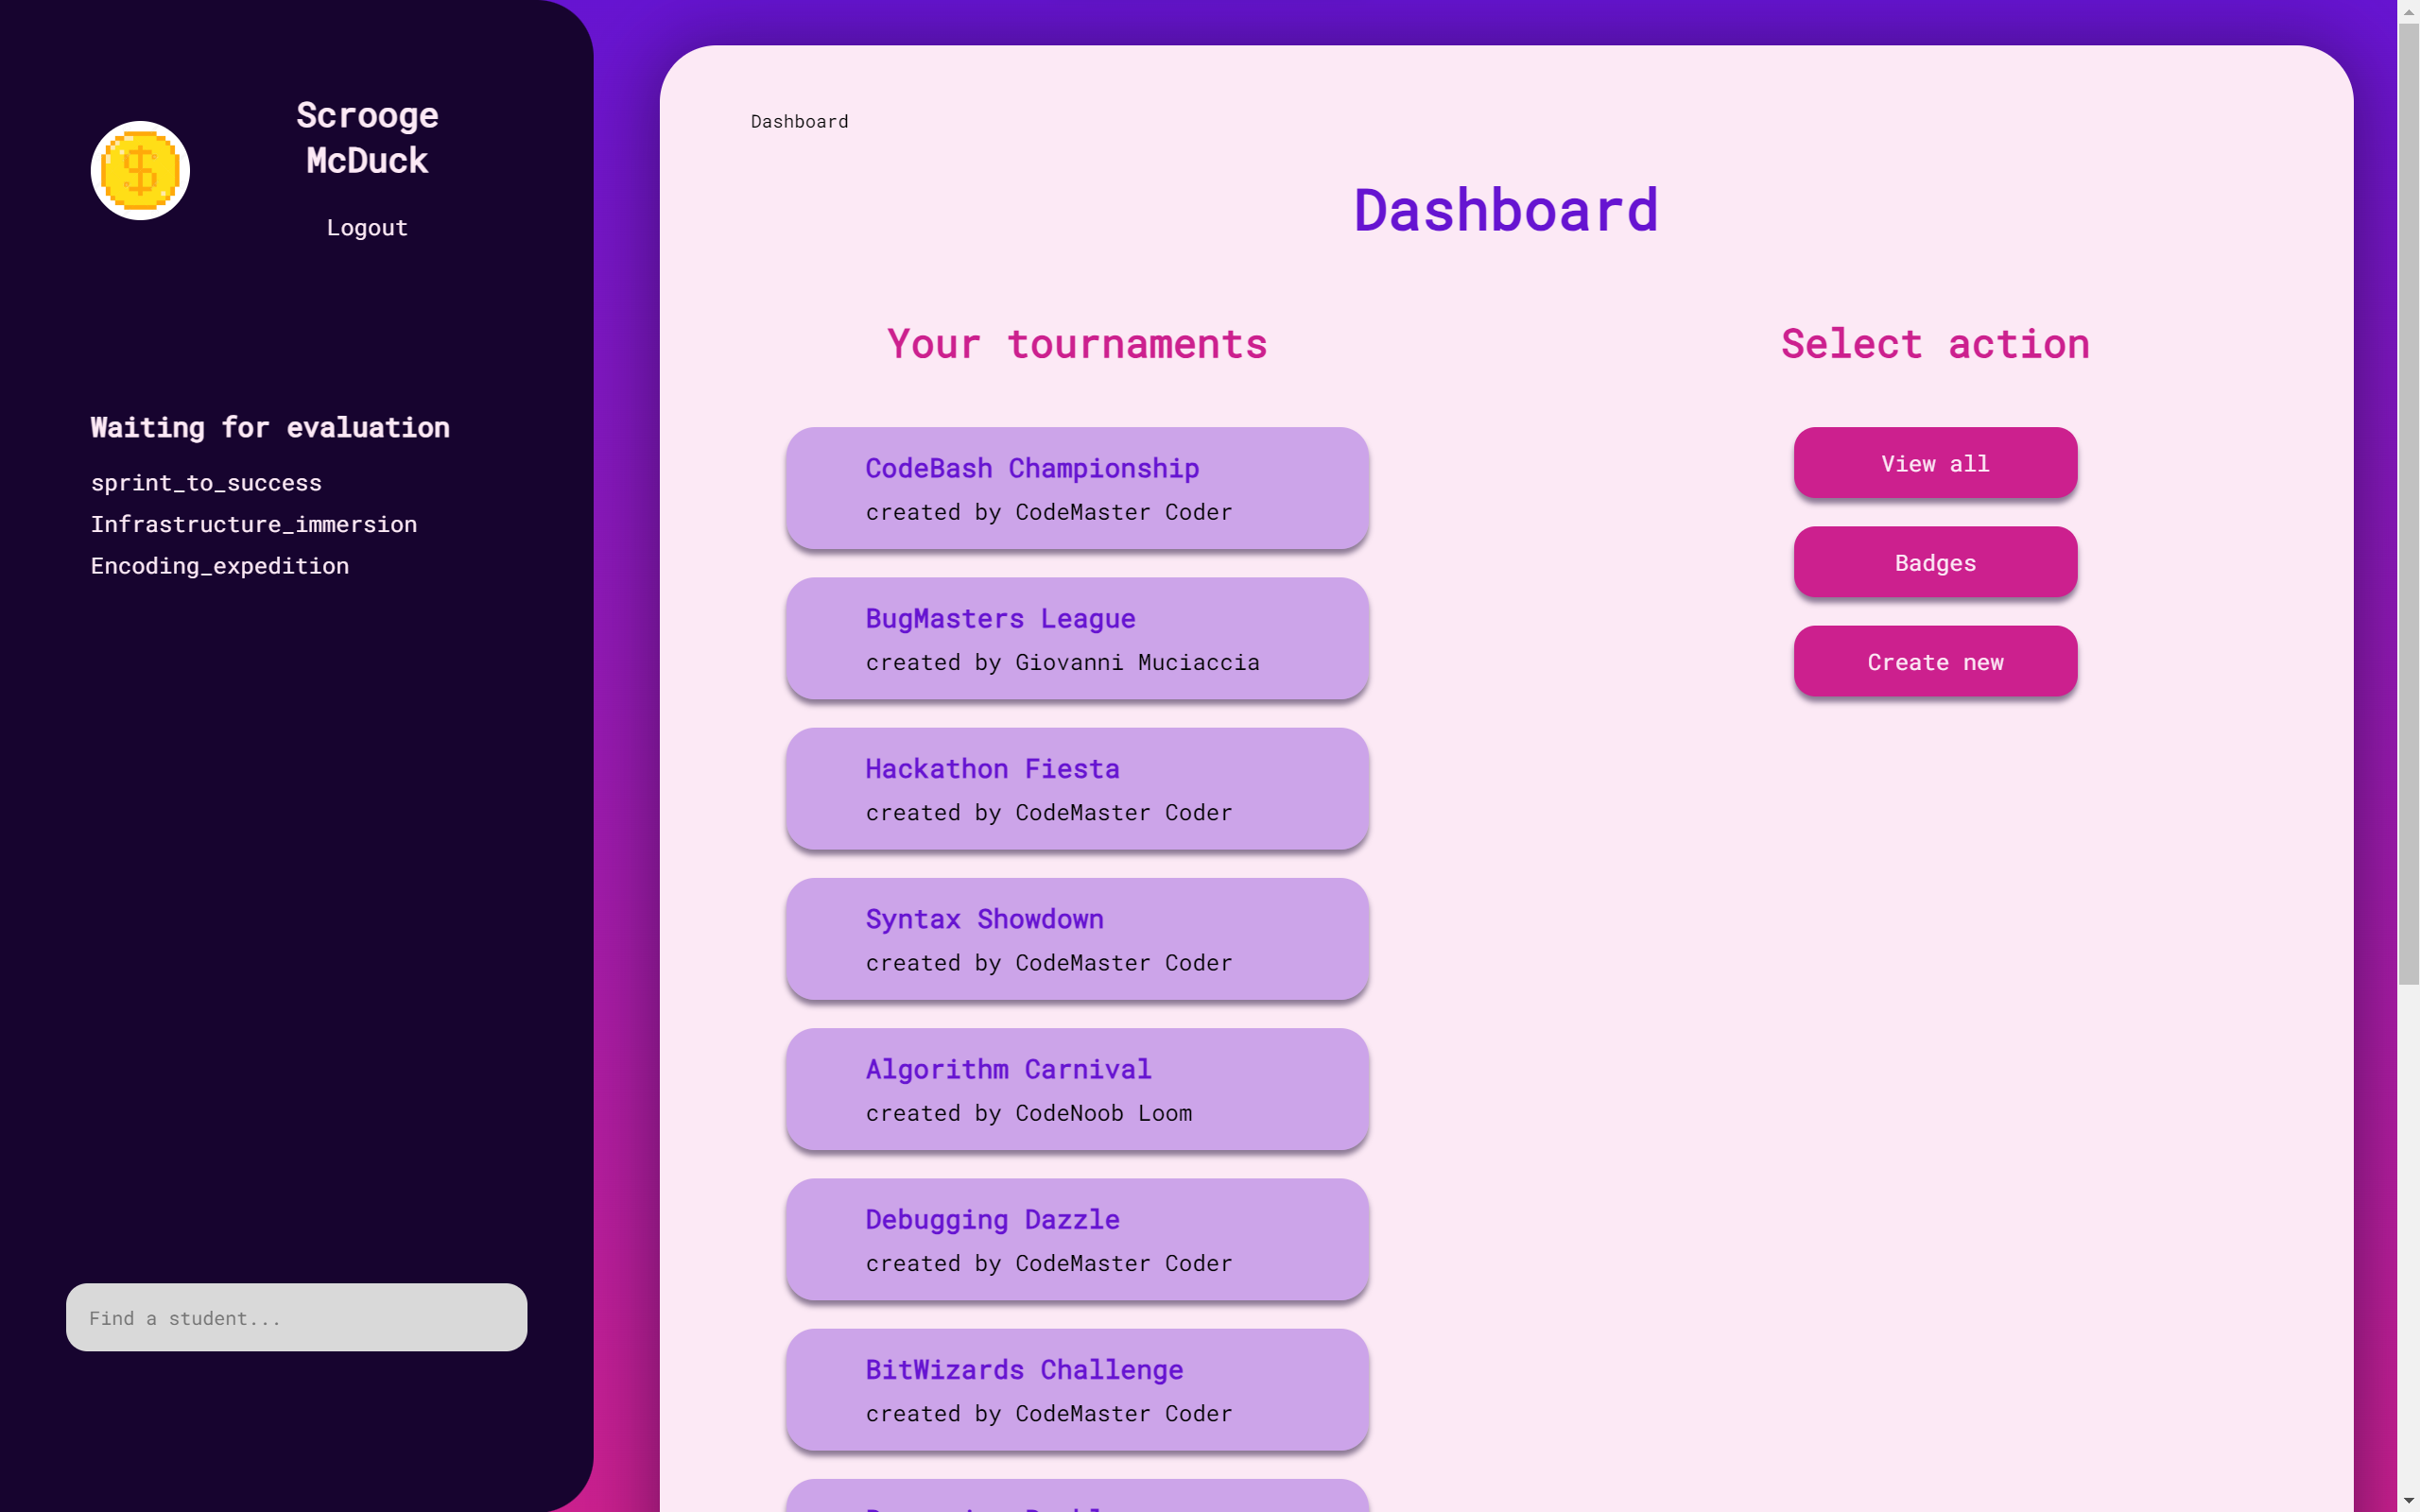 Scrooge
McDuck
Logout
Waiting for evaluation
sprint_to_success
Infrastructure_immersion
Encoding_expedition
Find a student...
Dashboard
Dashboard
Your tournaments
CodeBash Championship
created by CodeMaster Coder
BugMasters League
created by Giovanni Muciaccia
Hackathon Fiesta
created by CodeMaster Coder
Syntax Showdown
created by CodeMaster Coder
Algorithm Carnival
created by CodeNoob Loom
Debugging Dazzle
created by CodeMaster Coder
BitWizards Challenge
created by CodeMaster Coder
Select action
View all
Badges
Create new